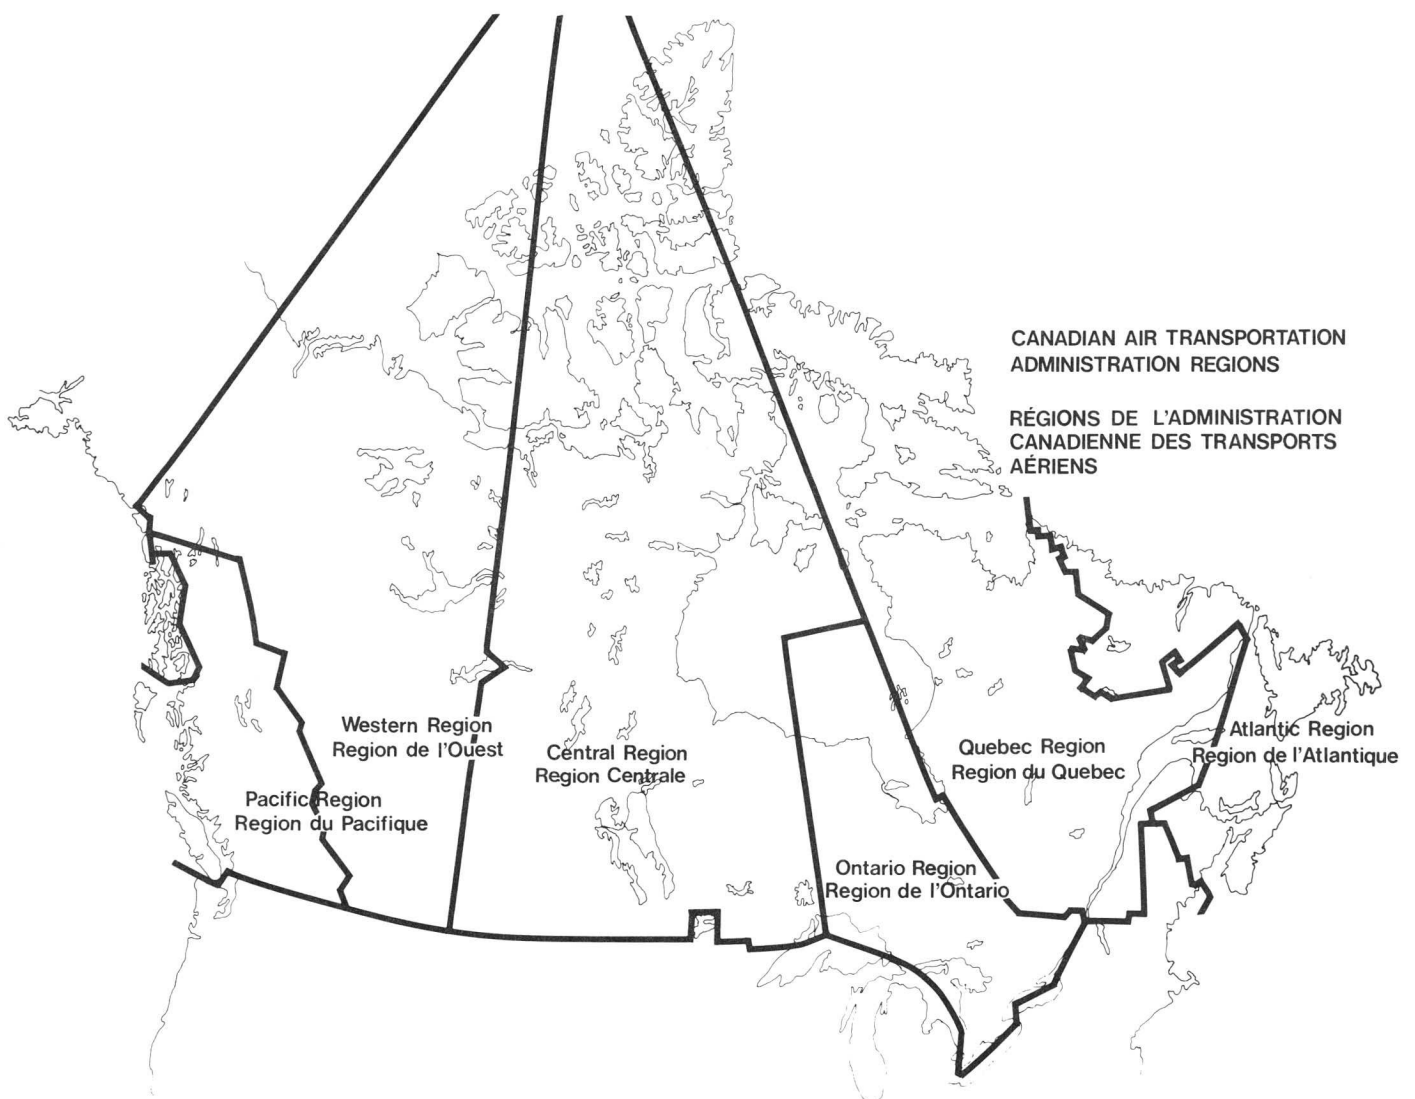 CANADIAN AIR TRANSPORTATION
ADMINISTRATION REGIONS
RÉGIONS DE L'ADMINISTRATION
CANADIENNE DES TRANSPORTS
AÉRIENS
Western Region
Region de l'Ouest
Central Region
Region Centrale
Quebec Region
Region du Quebec
Atlantic Region
Region de l'Atlantique
Pacific Region
Region du Pacifique
Ontario Region
Region de l'Ontario